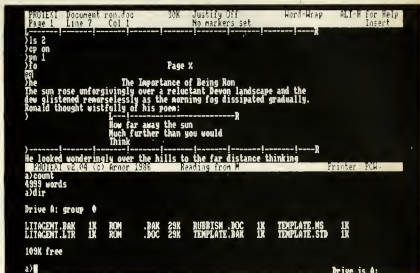 PROTEXT Document ron.doc 30K Justify Off Word-Wrap ALT-H for Help
Page 1 Line 7 Col 1 No markers set Insert
R
)ls 2
)cp on
)pn 1
)fo Page %
)he
The Importance of Being Ron
The sun rose unforgivingly over a reluctant Devon landscape and the
dew glistened remorselessly as the morning fog dissipated gradually.
Ronald thought wistfully of his poem:
) L R
How far away the sun
Much further than you would
Think
) R
He looked wonderingly over the hills to the far distance thinking
PROTEXT v2.04 (c) Arnor 1986 Reading from M Printer: PCW
a)count
4999 words
a)dir
Drive A: group 0
LITAGENT.BAK 1K ROM .BAK 29K RUBBISH .DOC 1K TEMPLATE.MS 1K
LITAGENT.LTR 1K ROM .DOC 29K TEMPLATE.BAK 1K TEMPLATE.STD 1K
109K free
a)
Drive is A: